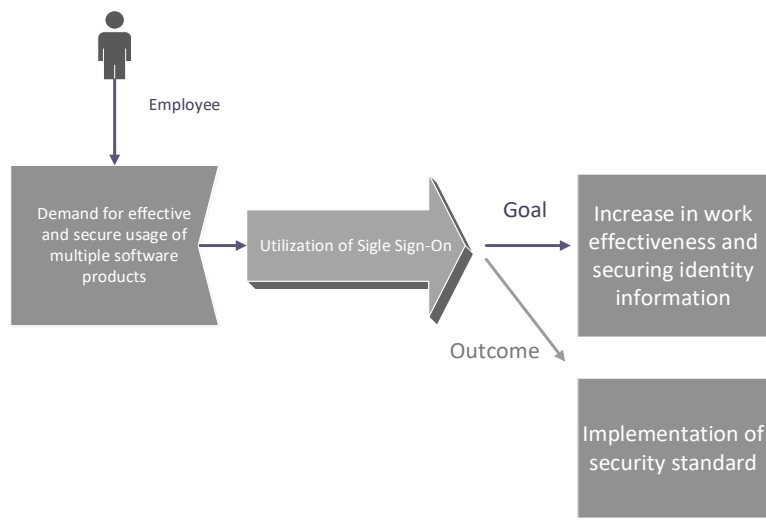 Employee
Demand for effective
and secure usage of
multiple software
products
Utilization of Sigle Sign-On
Goal
Increase in work
effectiveness and
securing identity
information
Outcome
Implementation of
security standard